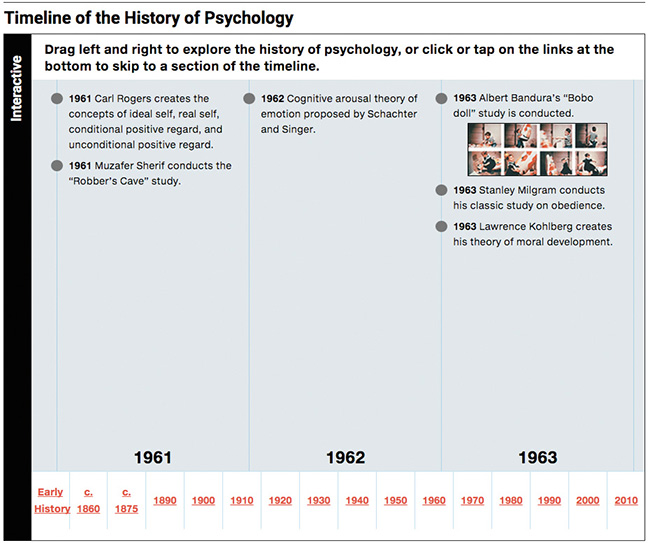 Timeline of the History of Psychology
Interactive
Drag left and right to explore the history of psychology, or click or tap on the links at the
bottom to skip to a section of the timeline.
1961 Carl Rogers creates the
concepts of ideal self, real self,
conditional positive regard, and
unconditional positive regard.
1961 Muzafer Sherif conducts the
“Robber’s Cave” study.
1962 Cognitive arousal theory of
emotion proposed by Schachter
and Singer.
1963 Albert Bandura’s “Bobo
doll” study is conducted.
1963 Stanley Milgram conducts
his classic study on obedience.
1963 Lawrence Kohlberg creates
his theory of moral development.
1961
1962
1963
Early
History
c.
1860
c.
1875
1890
1900
1910
1920
1930
1940
1950
1960
1970
1980
1990
2000
2010